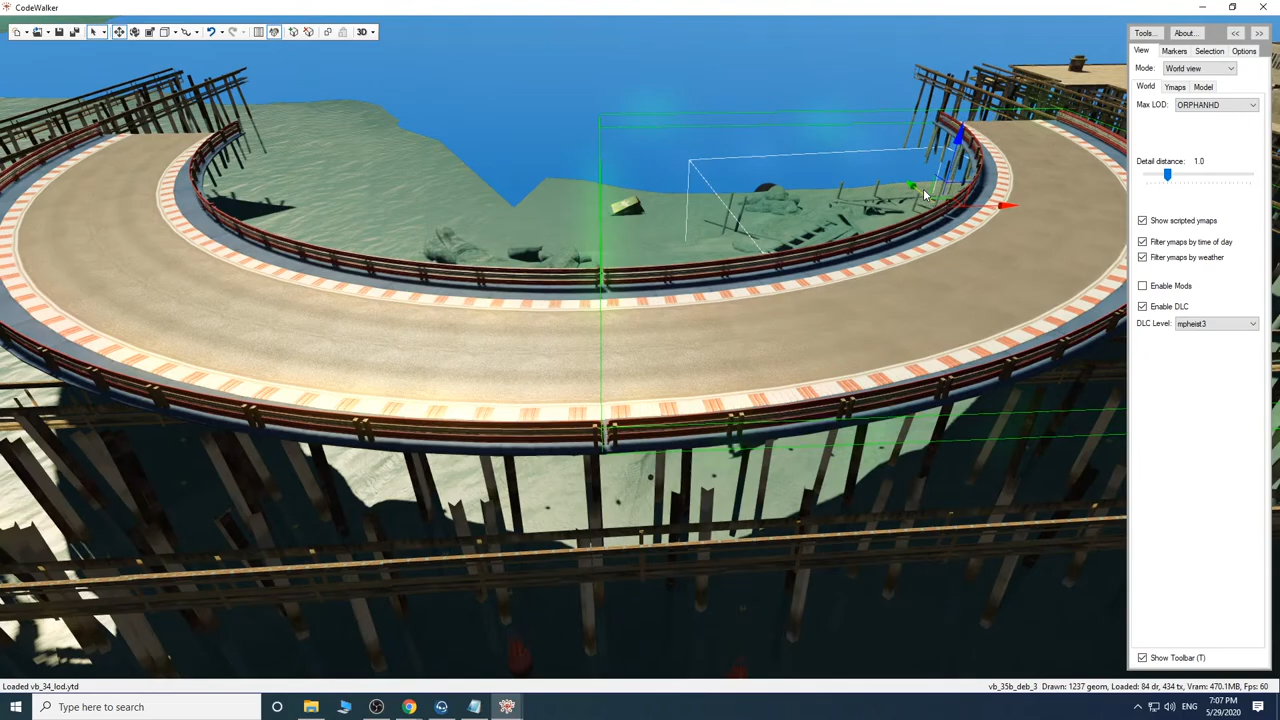 CodeWalker
3D
Tools... About... << >>
View Markers Selection Options
Mode: World view
World Ymaps Model
Max LOD: ORPHANHD
Detail distance: 1.0
Show scripted ymaps
Filter ymaps by time of day
Filter ymaps by weather
Enable Mods
Enable DLC
DLC Level: mpheist3
Show Toolbar (T)
Loaded vb_34_lod.ytd
vb_35b_deb_3 Drawn: 1237 geom, Loaded: 84 dr, 434 tx, Vram: 470.1MB, Fps: 60
Type here to search
ENG
7:07 PM
5/29/2020